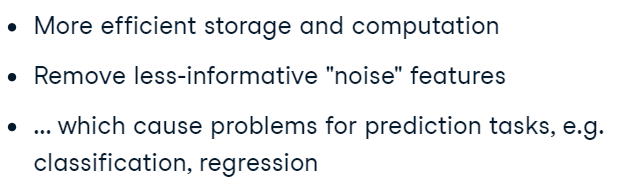 • More efficient storage and computation
• Remove less-informative "noise" features
• ... which cause problems for prediction tasks, e.g.
classification, regression